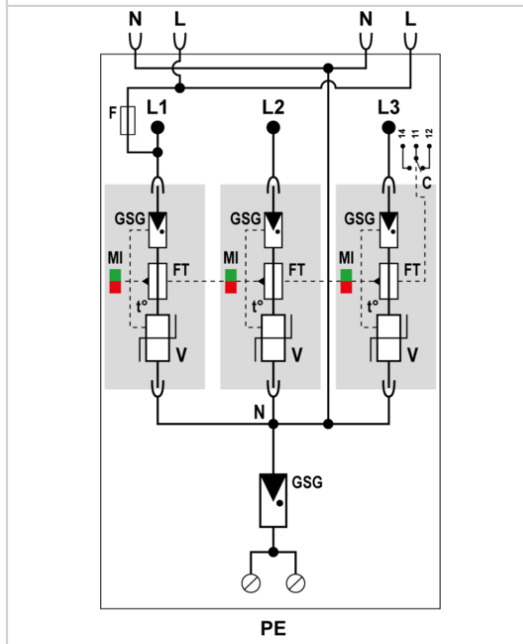 N L N L
F L1 L2 L3
14 11 12
C
GSG GSG GSG
MI FT MI FT MI FT
t° t° t°
V V V
N
GSG
PE